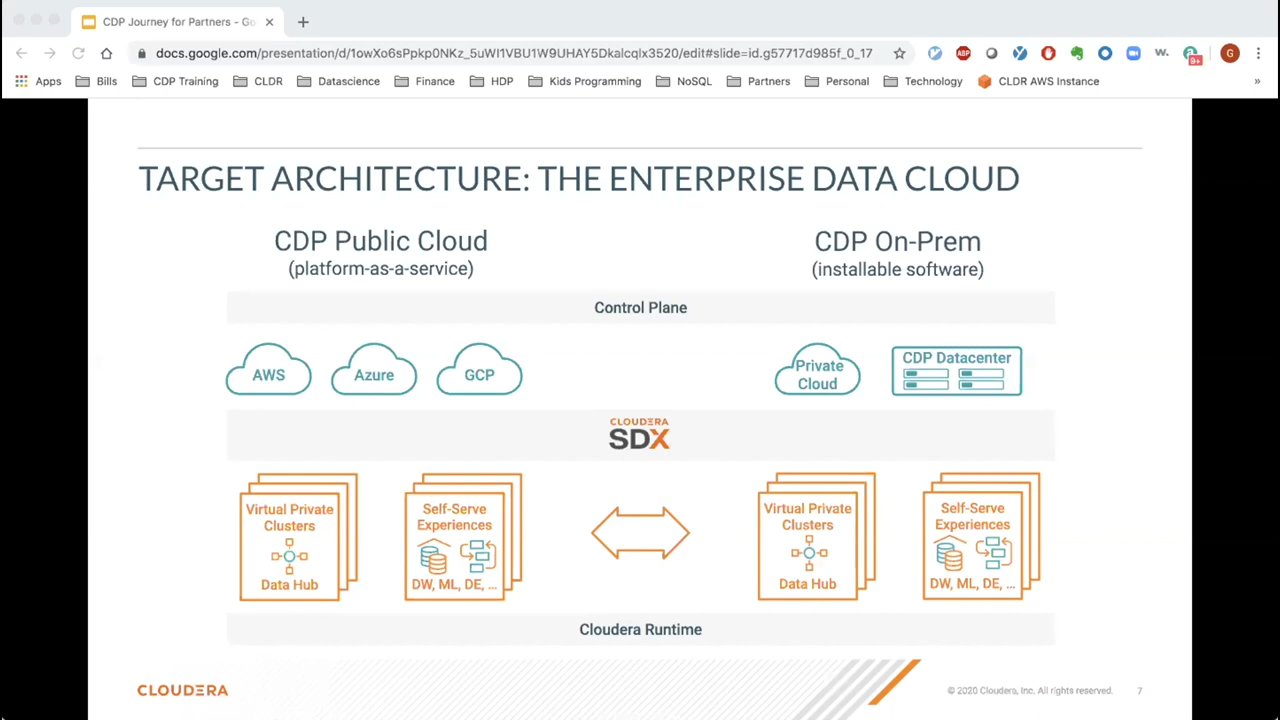 CDP Journey for Partners - Go
docs.google.com/presentation/d/1owXo6sPpkp0NKz_5uWl1VBU1W9UHAY5Dkalcqlx3520/edit#slide=id.g57717d985f_0_17
ABP
W.
9+
G
Apps
Bills
CDP Training
CLDR
Datascience
Finance
HDP
Kids Programming
NoSQL
Partners
Personal
Technology
CLDR AWS Instance
»
TARGET ARCHITECTURE: THE ENTERPRISE DATA CLOUD
CDP Public Cloud
(platform-as-a-service)
CDP On-Prem
(installable software)
Control Plane
AWS
Azure
GCP
Private
Cloud
CDP Datacenter
CLOUDERA
SDX
Virtual Private
Clusters
Data Hub
Self-Serve
Experiences
DW, ML, DE, ...
Virtual Private
Clusters
Data Hub
Self-Serve
Experiences
DW, ML, DE, ...
Cloudera Runtime
CLOUDERA
© 2020 Cloudera, Inc. All rights reserved.
7